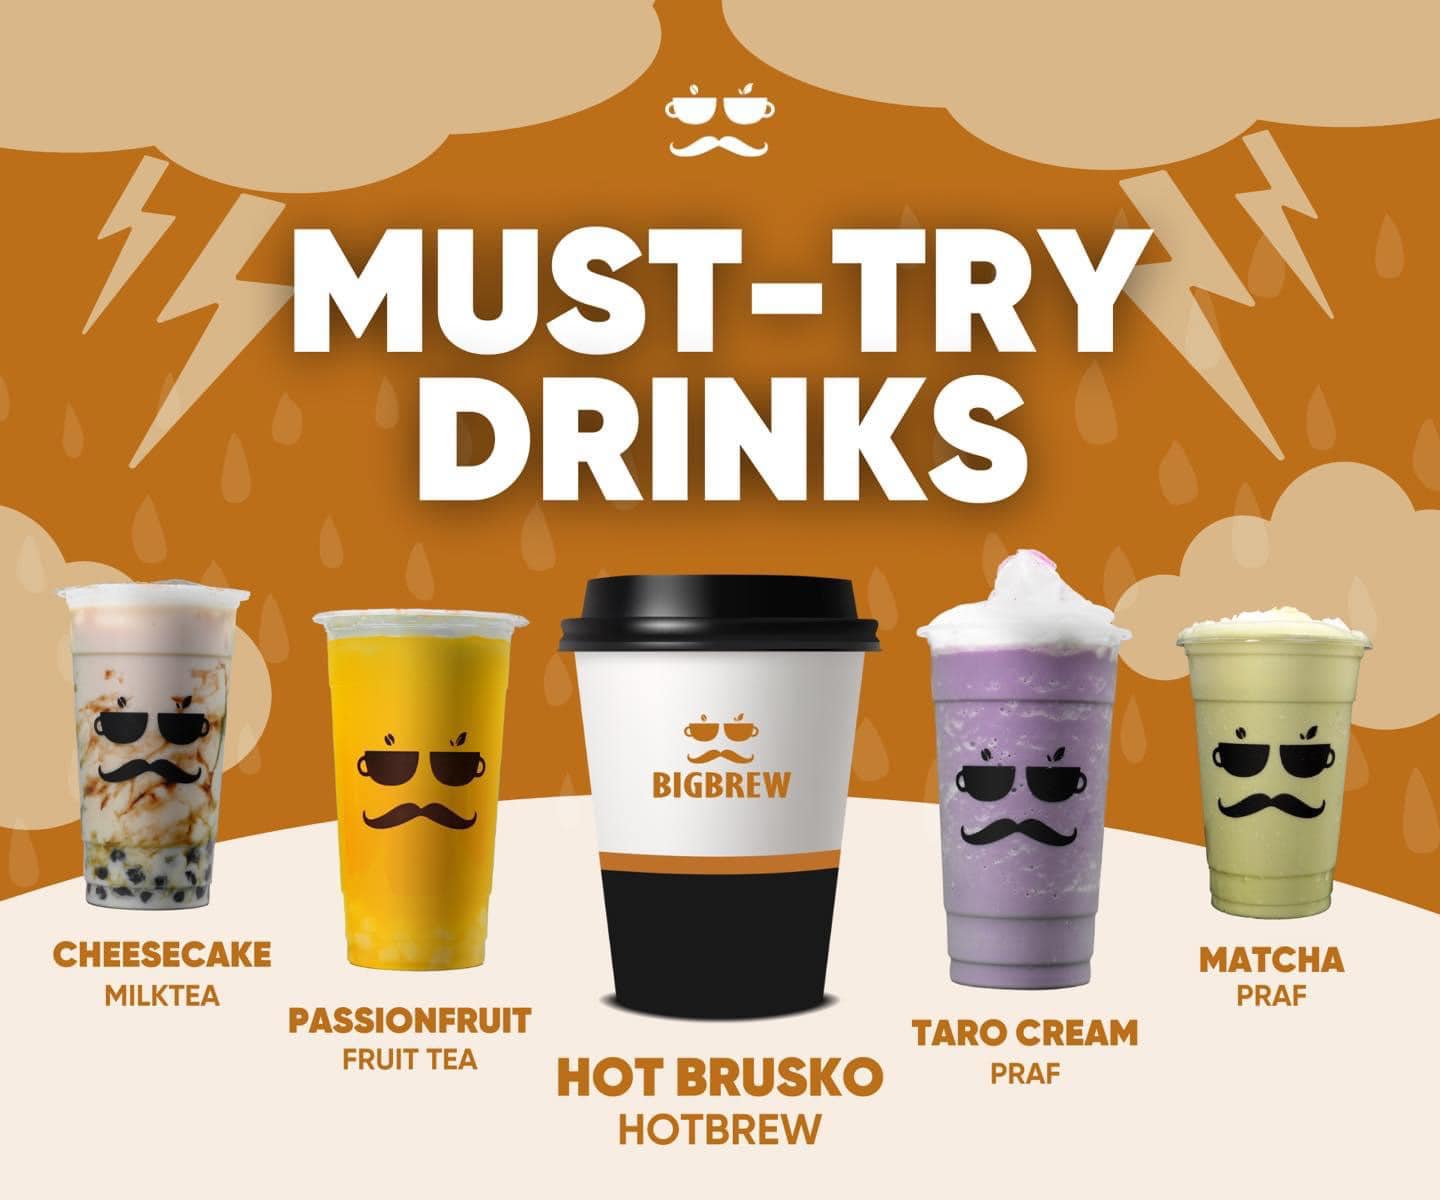 MUST-TRY
DRINKS
BIGBREW
CHEESECAKE
MILKTEA
PASSIONFRUIT
FRUIT TEA
HOT BRUSKO
HOTBREW
TARO CREAM
PRAF
MATCHA
PRAF